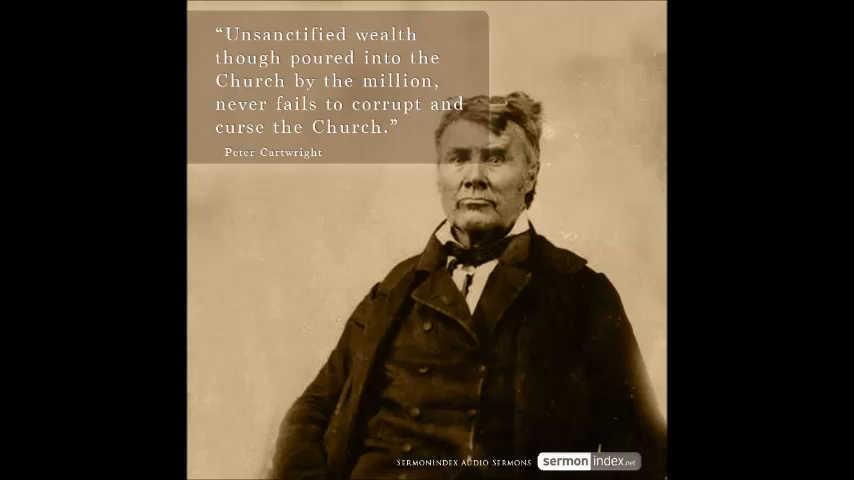 “Unsanctified wealth
though poured into the
Church by the million,
never fails to corrupt and
curse the Church.”
- Peter Cartwright
SermonIndex Audio Sermons
sermonindex.net